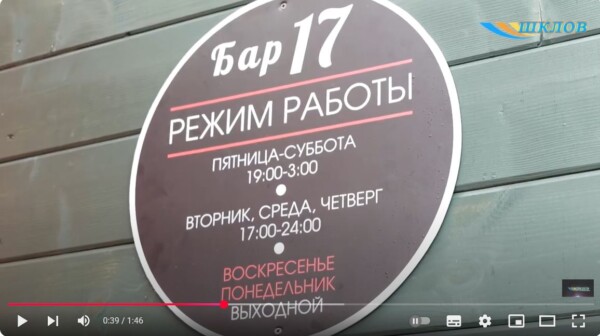 ШКЛОВ
Бар 17
РЕЖИМ РАБОТЫ
ПЯТНИЦА-СУББОТА
19:00-3:00
ВТОРНИК, СРЕДА, ЧЕТВЕРГ
17:00-24:00
ВОСКРЕСЕНЬЕ
ПОНЕДЕЛЬНИК
ВЫХОДНОЙ
0:39 / 1:46